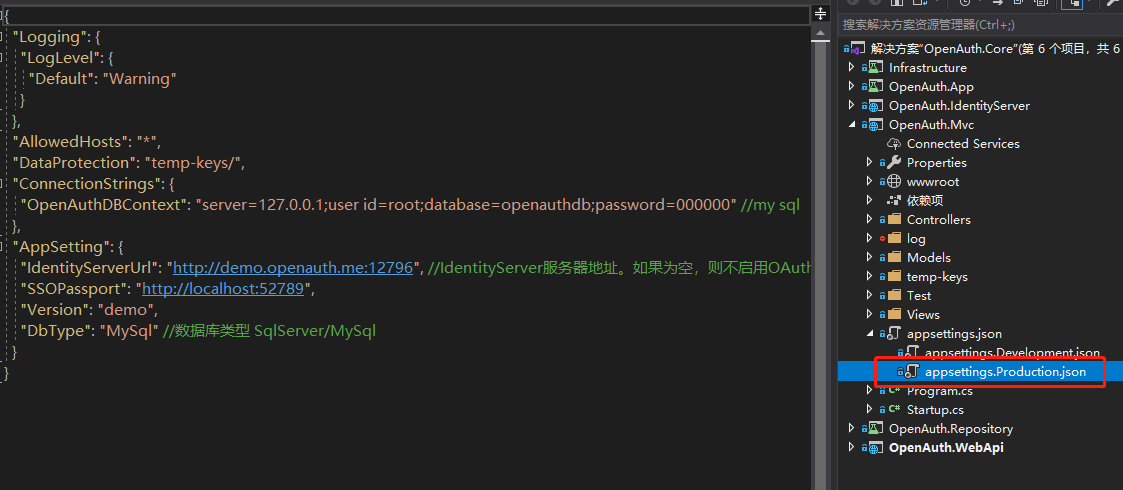 {
"Logging": {
"LogLevel": {
"Default": "Warning"
}
},
"AllowedHosts": "*",
"DataProtection": "temp-keys/",
"ConnectionStrings": {
"OpenAuthDBContext": "server=127.0.0.1;user id=root;database=openauthdb;password=000000" //my sql
},
"AppSetting": {
"IdentityServerUrl": "http://demo.openauth.me:12796", //IdentityServer服务器地址。如果为空，则不启用OAuth
"SSOPassport": "http://localhost:52789",
"Version": "demo",
"DbType": "MySql" //数据库类型 SqlServer/MySql
}
}
搜索解决方案资源管理器(Ctrl+;)
解决方案"OpenAuth.Core"(第 6 个项目，共 6
Infrastructure
OpenAuth.App
OpenAuth.IdentityServer
OpenAuth.Mvc
Connected Services
Properties
wwwroot
依赖项
Controllers
log
Models
temp-keys
Test
Views
appsettings.json
appsettings.Development.json
appsettings.Production.json
C# Program.cs
C# Startup.cs
OpenAuth.Repository
OpenAuth.WebApi